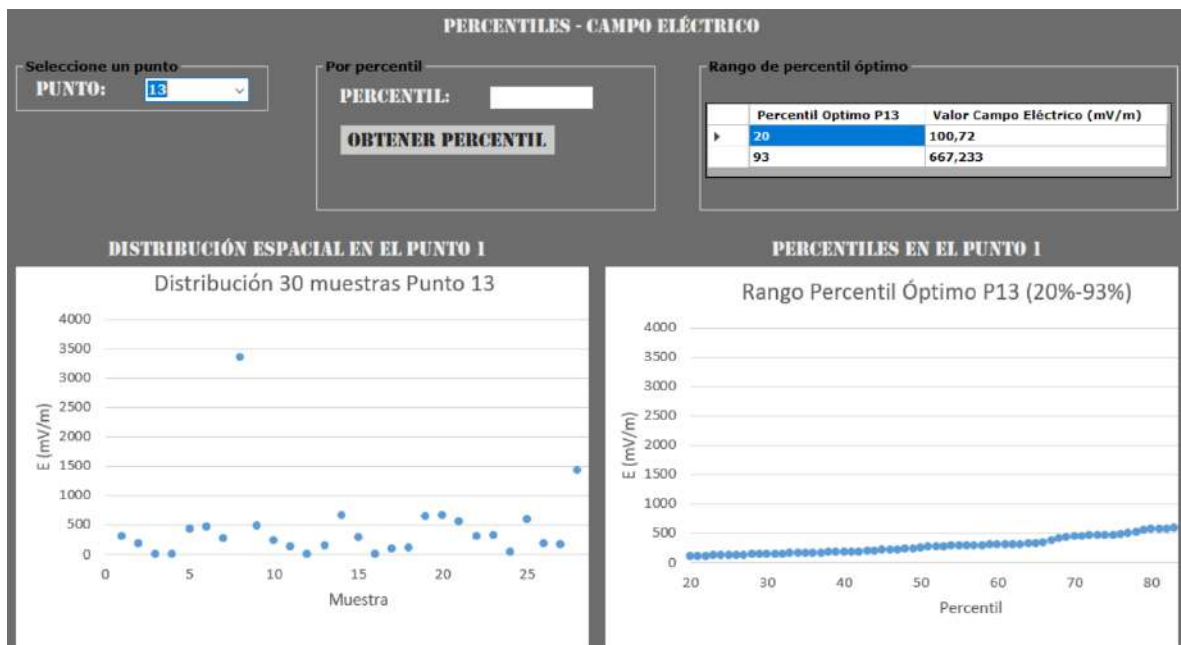 PERCENTILES - CAMPO ELÉCTRICO
Seleccione un punto
PUNTO: 13
Por percentil
PERCENTIL:
OBTENER PERCENTIL
Rango de percentil óptimo
Percentil Optimo P13 Valor Campo Eléctrico (mV/m)
20 100,72
93 667,233
DISTRIBUCIÓN ESPACIAL EN EL PUNTO 1
Distribución 30 muestras Punto 13
4000
3500
3000
2500
2000
1500
1000
500
0
E (mV/m)
0 5 10 15 20 25
Muestra
PERCENTILES EN EL PUNTO 1
Rango Percentil Óptimo P13 (20%-93%)
4000
3500
3000
2500
2000
1500
1000
500
0
E (mV/m)
20 30 40 50 60 70 80
Percentil